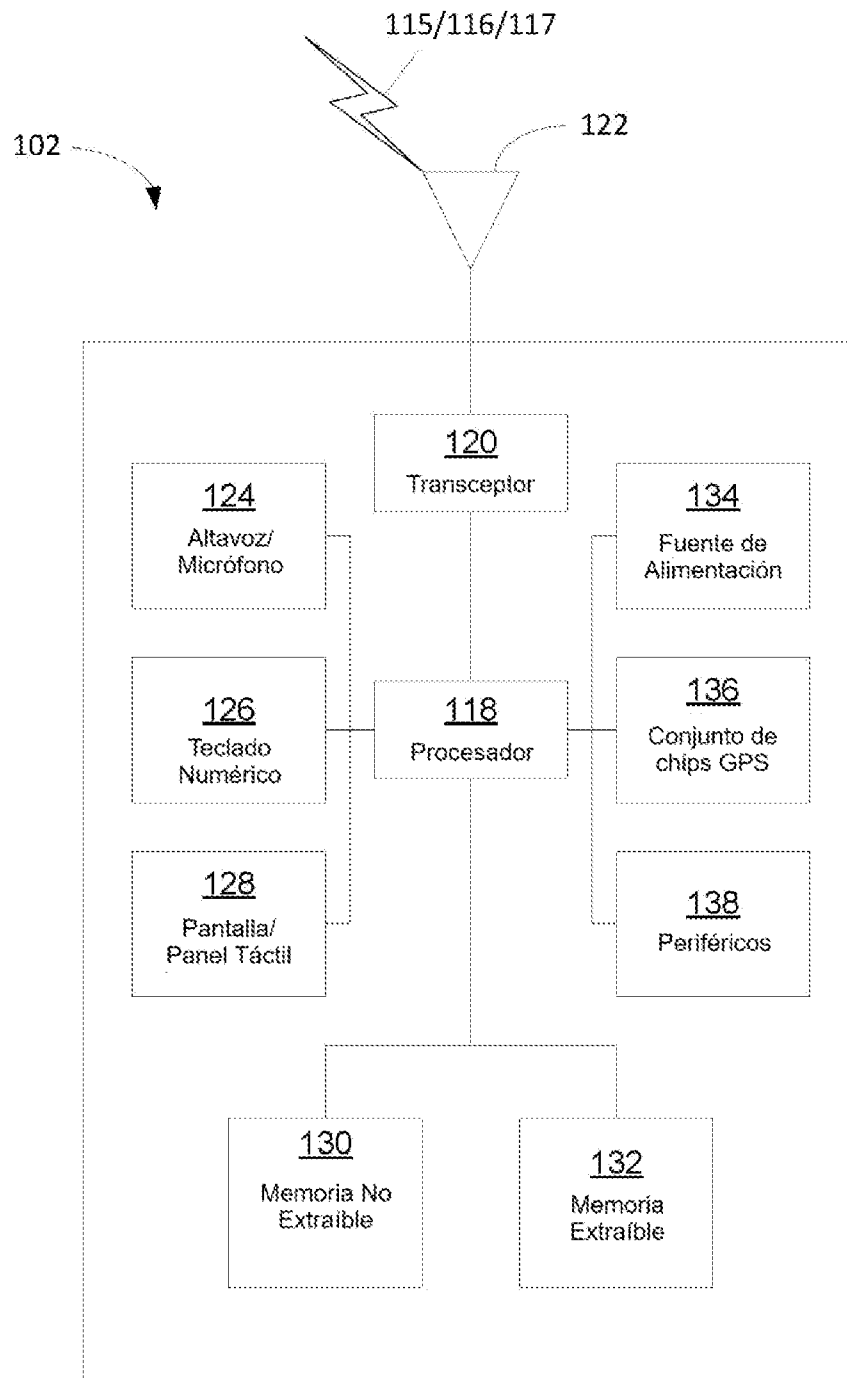 115/116/117
122
102
120
Transceptor
124
Altavoz/
Micrófono
134
Fuente de
Alimentación
126
Teclado
Numérico
118
Procesador
136
Conjunto de
chips GPS
128
Pantalla/
Panel Táctil
138
Periféricos
130
Memoria No
Extraíble
132
Memoria
Extraíble